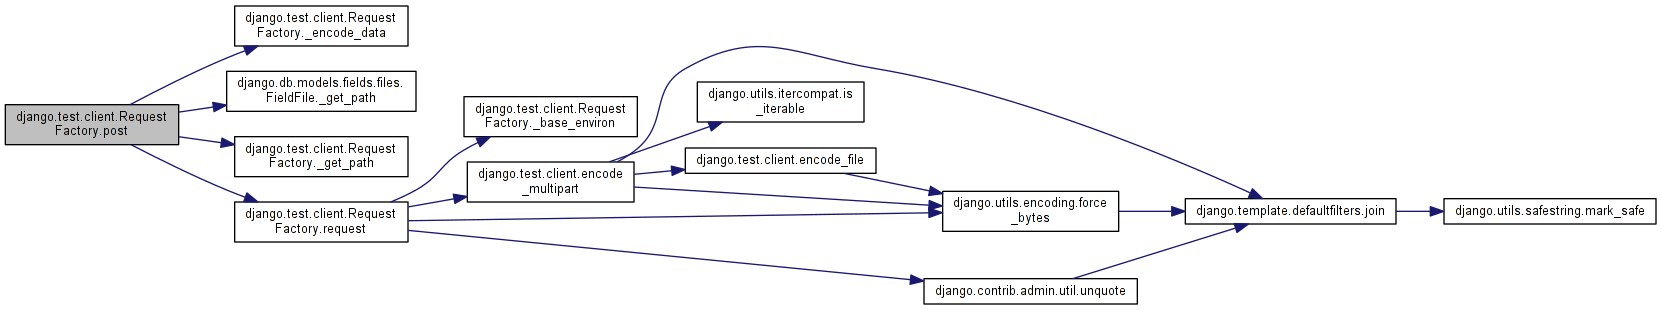 django.test.client.Request
Factory.post
django.test.client.Request
Factory._encode_data
django.db.models.fields.files.
FieldFile._get_path
django.test.client.Request
Factory._get_path
django.test.client.Request
Factory.request
django.test.client.Request
Factory._base_environ
django.test.client.encode
_multipart
django.utils.itercompat.is
_iterable
django.test.client.encode_file
django.utils.encoding.force
_bytes
django.contrib.admin.util.unquote
django.template.defaultfilters.join
django.utils.safestring.mark_safe